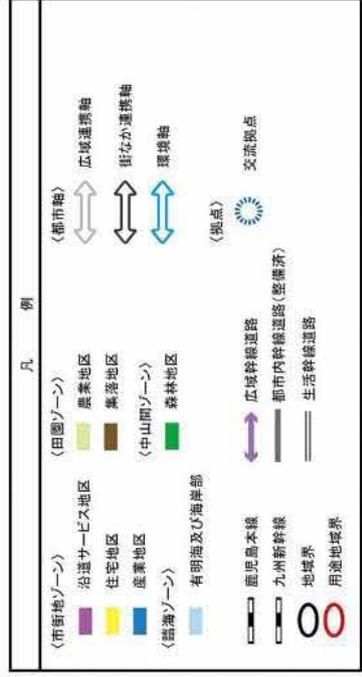 凡 例
〈市街地ゾーン〉
沿道サービス地区
住宅地区
産業地区
〈臨海ゾーン〉
有明海及び海岸部
〈田園ゾーン〉
農業地区
集落地区
〈中山間ゾーン〉
森林地区
〈都市軸〉
広域連携軸
街なか連携軸
環境軸
〈拠点〉
交流拠点
鹿児島本線
九州新幹線
地域界
用途地域界
広域幹線道路
都市内幹線道路(整備済)
生活幹線道路